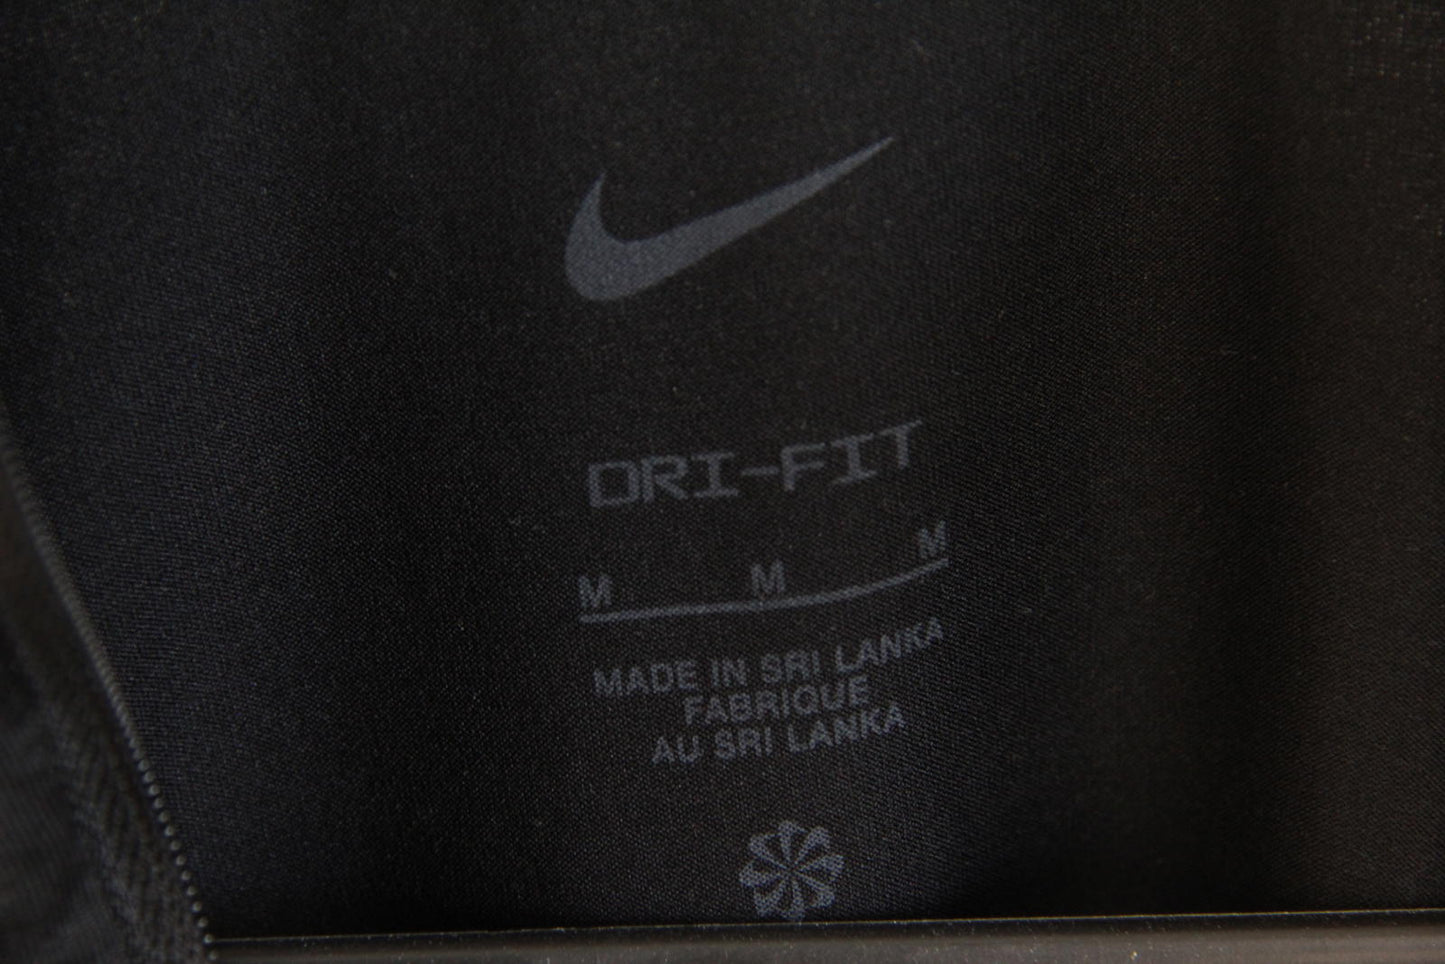 DRI-FIT
M M M
MADE IN SRI LANKA
FABRIQUE
AU SRI LANKA